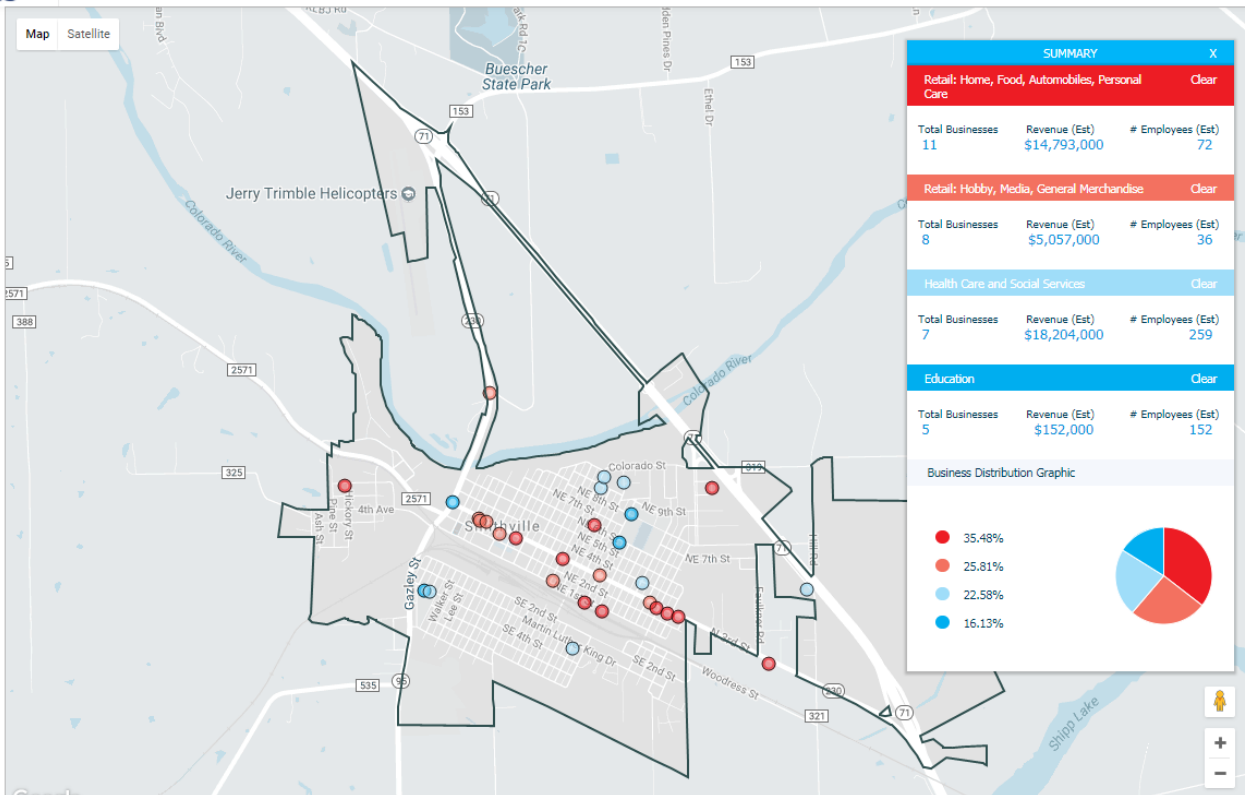 Map Satellite
Buescher
State Park
153
153
Ethel Dr
71
Jerry Trimble Helicopters
Colorado River
2571
388
230
2571
Colorado River
325
Colorado St
319
Hickory St
Pine St
Ash St
4th Ave
2571
NE 8th St
NE 7th St
NE 9th St
Smithville
NE 5th St
NE 4th St
NE 7th St
71
Hill Rd
NE 2nd St
NE 1st St
Gazley St
Walker St
Lee St
SE 2nd St
SE 4th St
Martin Luther King Dr
SE 2nd St
Faulkner Rd
N 3rd St
Woodress St
535
95
230
321
71
Shipp Lake
SUMMARY X
Retail: Home, Food, Automobiles, Personal Clear
Care
Total Businesses Revenue (Est) # Employees (Est)
11 $14,793,000 72
Retail: Hobby, Media, General Merchandise Clear
Total Businesses Revenue (Est) # Employees (Est)
8 $5,057,000 36
Health Care and Social Services Clear
Total Businesses Revenue (Est) # Employees (Est)
7 $18,204,000 259
Education Clear
Total Businesses Revenue (Est) # Employees (Est)
5 $152,000 152
Business Distribution Graphic
35.48%
25.81%
22.58%
16.13%